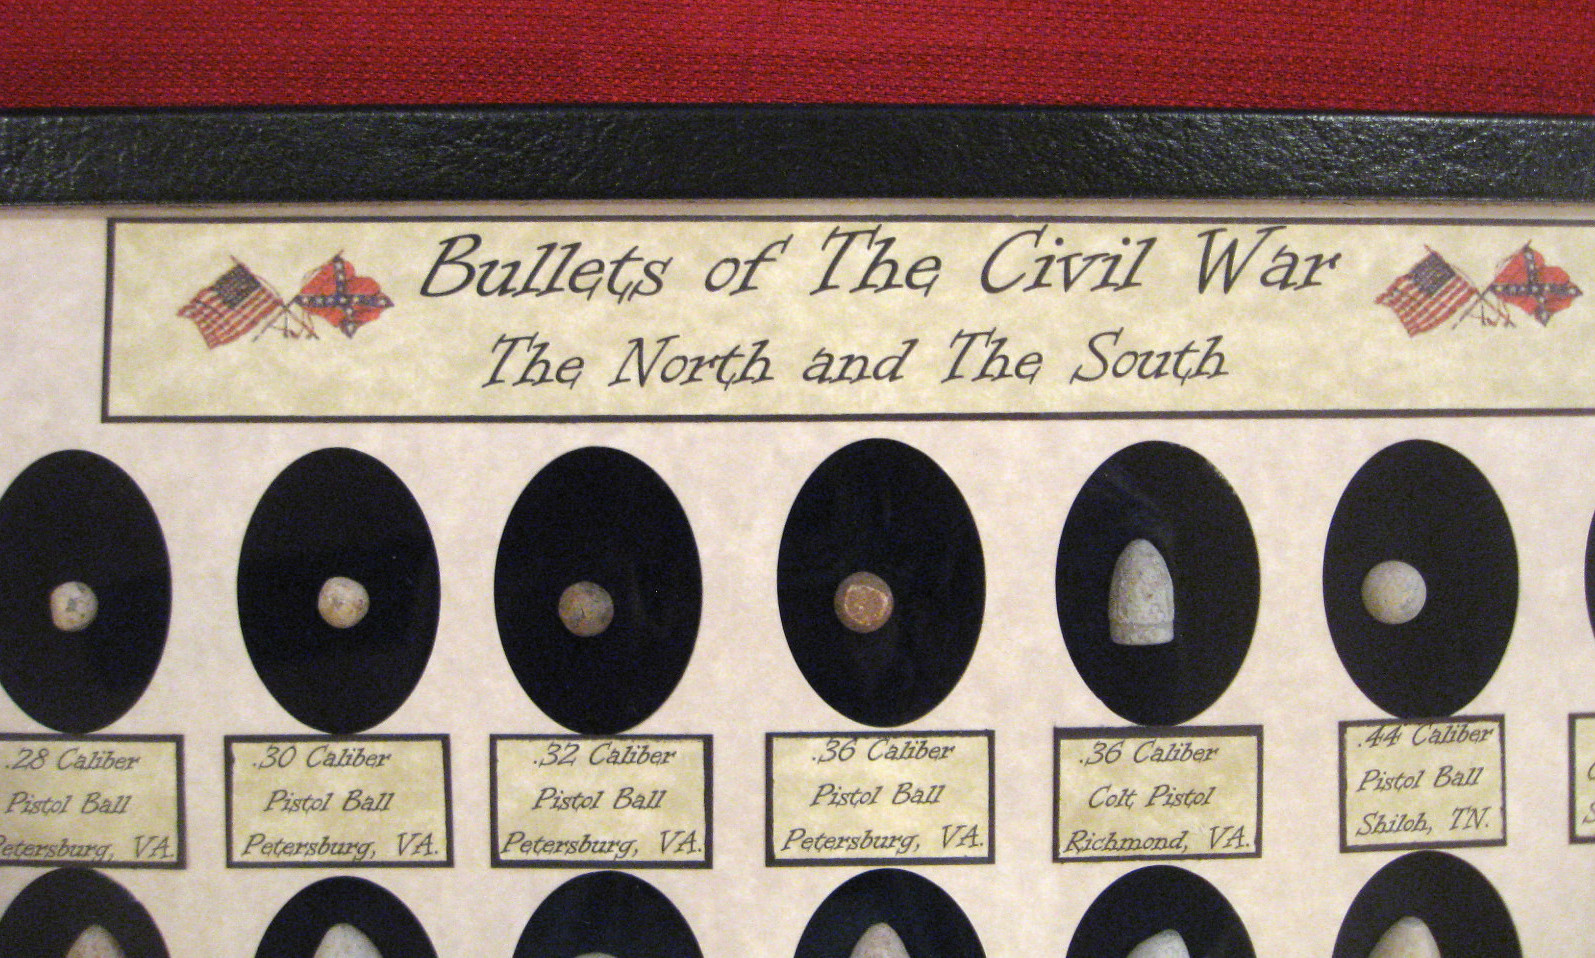 Bullets of The Civil War
The North and The South
.28 Caliber
Pistol Ball
Petersburg, VA.
.30 Caliber
Pistol Ball
Petersburg, VA.
.32 Caliber
Pistol Ball
Petersburg, VA.
.36 Caliber
Pistol Ball
Petersburg, VA.
.36 Caliber
Colt Pistol
Richmond, VA.
.44 Caliber
Pistol Ball
Shiloh, TN.